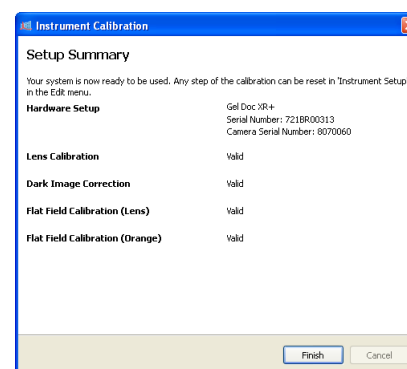 Instrument Calibration
Setup Summary
Your system is now ready to be used. Any step of the calibration can be reset in 'Instrument Setup'
in the Edit menu.
Hardware Setup Gel Doc XR+
Serial Number: 721BR00313
Camera Serial Number: 8070060
Lens Calibration Valid
Dark Image Correction Valid
Flat Field Calibration (Lens) Valid
Flat Field Calibration (Orange) Valid
Finish Cancel